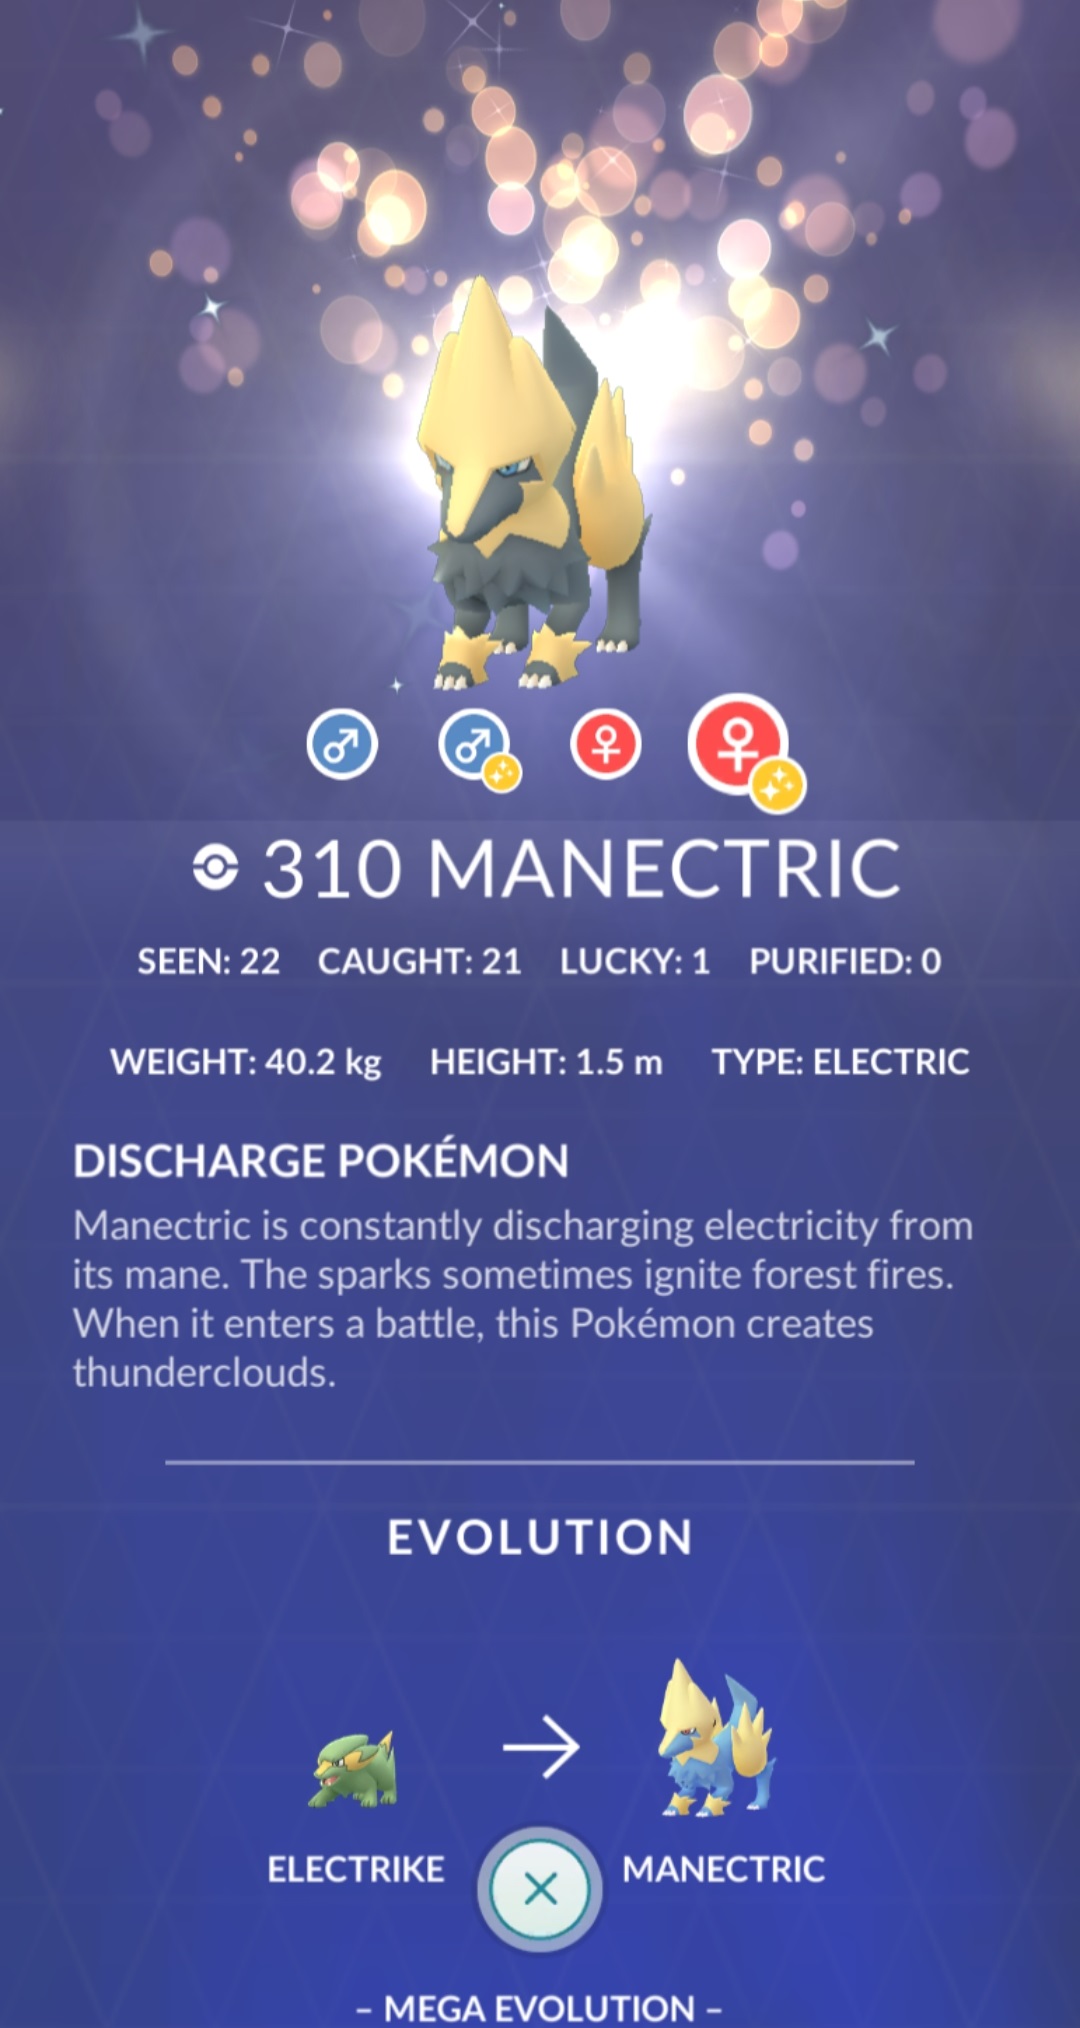 310 MANECTRIC
SEEN: 22 CAUGHT: 21 LUCKY: 1 PURIFIED: 0
WEIGHT: 40.2 kg HEIGHT: 1.5 m TYPE: ELECTRIC
DISCHARGE POKÉMON
Manectric is constantly discharging electricity from
its mane. The sparks sometimes ignite forest fires.
When it enters a battle, this Pokémon creates
thunderclouds.
EVOLUTION
ELECTRIKE MANECTRIC
– MEGA EVOLUTION –